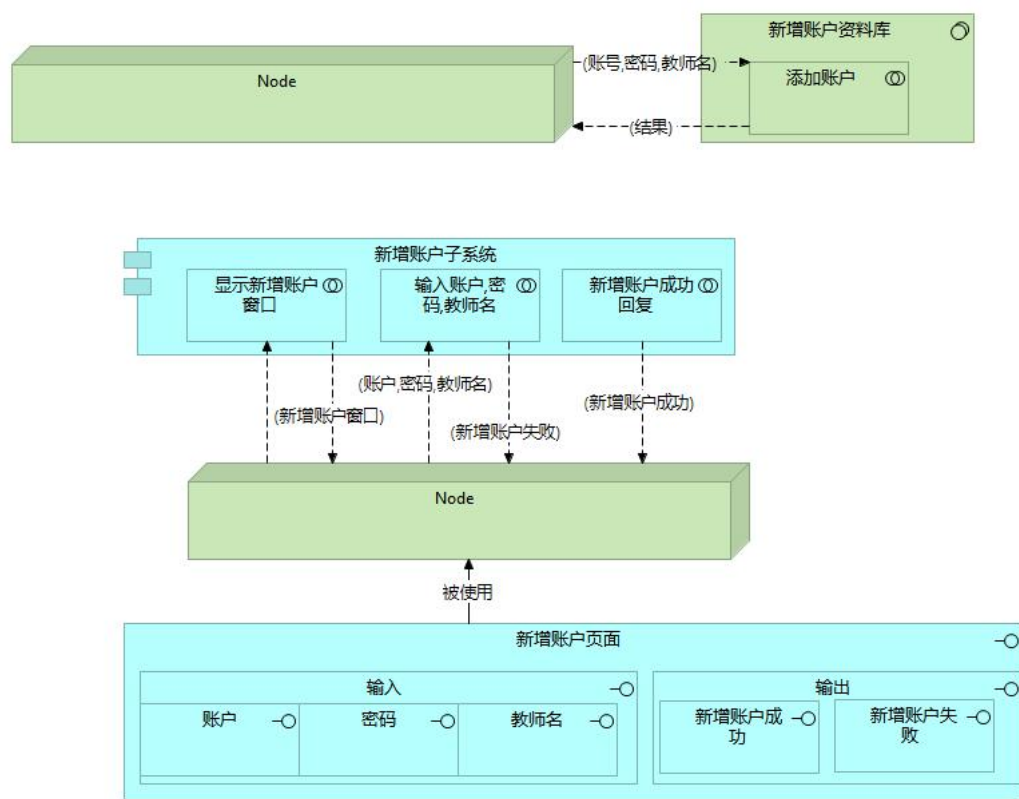 新增账户资料库
Node
(账号,密码,教师名)
添加账户
(结果)
新增账户子系统
显示新增账户
窗口
输入账户,密
码,教师名
新增账户成功
回复
(账户,密码,教师名)
(新增账户窗口)
(新增账户失败)
(新增账户成功)
Node
被使用
新增账户页面
输入
输出
账户
密码
教师名
新增账户成
功
新增账户失
败